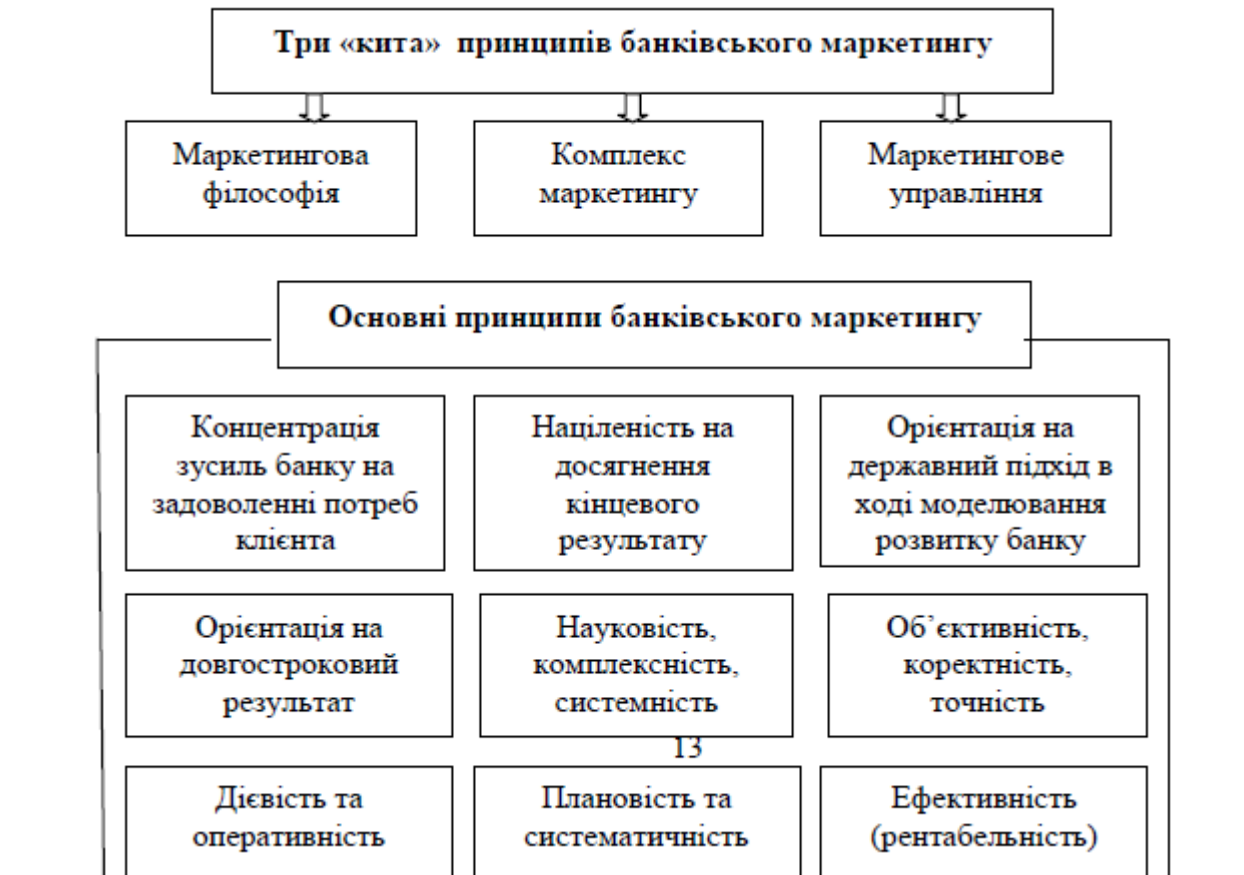 Три «кита» принципів банківського маркетингу
Маркетингова
філософія
Комплекс
маркетингу
Маркетингове
управління
Основні принципи банківського маркетингу
Концентрація
зусиль банку на
задоволенні потреб
клієнта
Націленість на
досягнення
кінцевого
результату
Орієнтація на
державний підхід в
ході моделювання
розвитку банку
Орієнтація на
довгостроковий
результат
Науковість,
комплексність,
системність
Об’єктивність,
коректність,
точність
13
Дієвість та
оперативність
Плановість та
систематичність
Ефективність
(рентабельність)